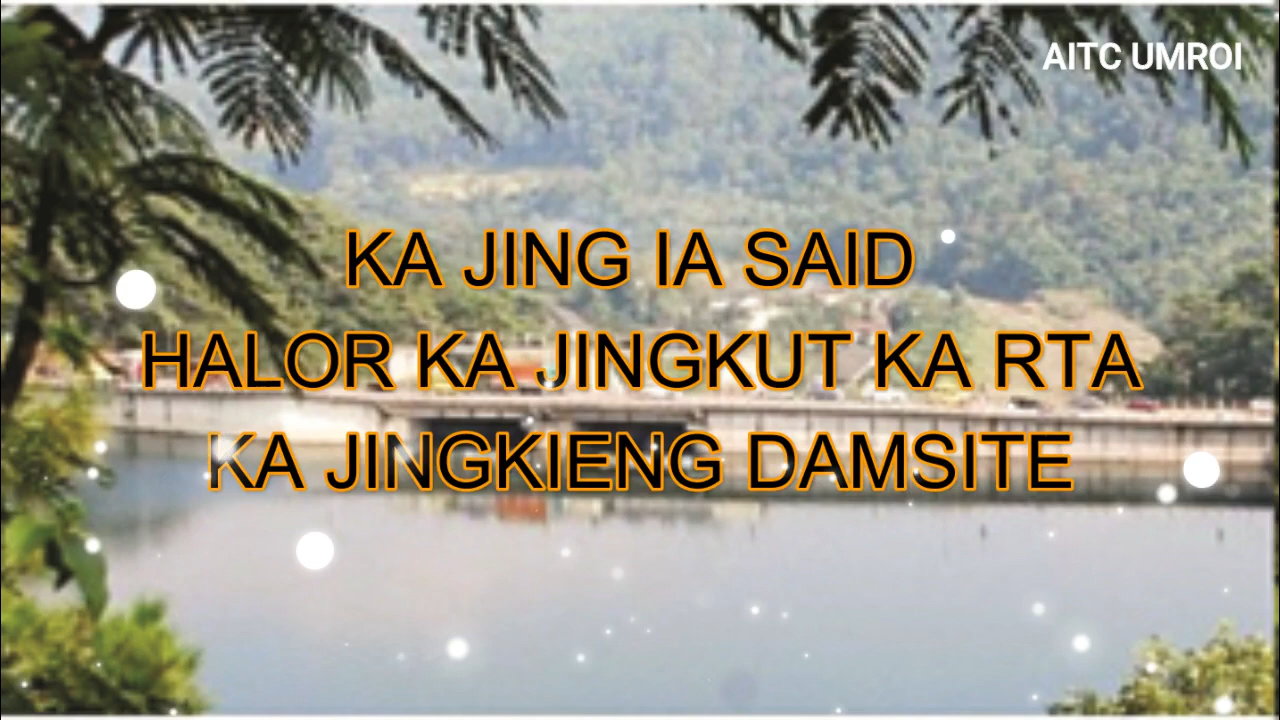 AITC UMROI
KA JING IA SAID
HALOR KA JINGKUT KA RTA
KA JINGKIENG DAMSITE